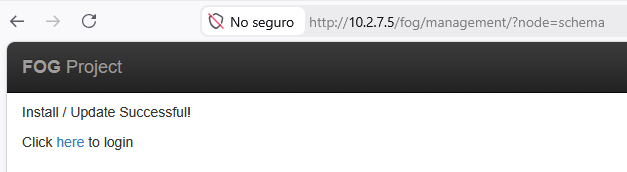 No seguro http://10.2.7.5/fog/management/?node=schema
FOG Project
Install / Update Successful!
Click here to login